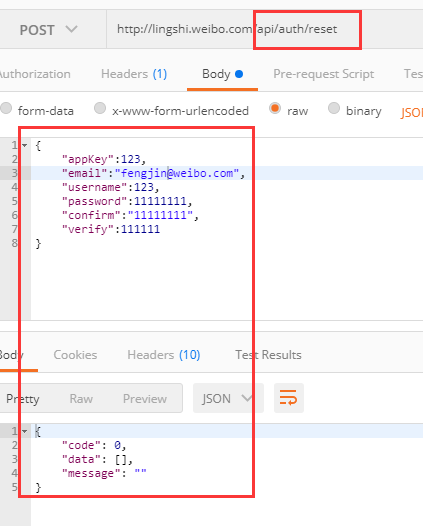 POST http://lingshi.weibo.com/api/auth/reset
Authorization Headers (1) Body Pre-request Script Tes
form-data x-www-form-urlencoded raw binary JSO
1 {
2 "appKey":123,
3 "email":"fengjin@weibo.com",
4 "username":123,
5 "password":11111111,
6 "confirm":"11111111",
7 "verify":111111
8 }
Body Cookies Headers (10) Test Results
Pretty Raw Preview JSON
1 {
2 "code": 0,
3 "data": [],
4 "message": ""
5 }